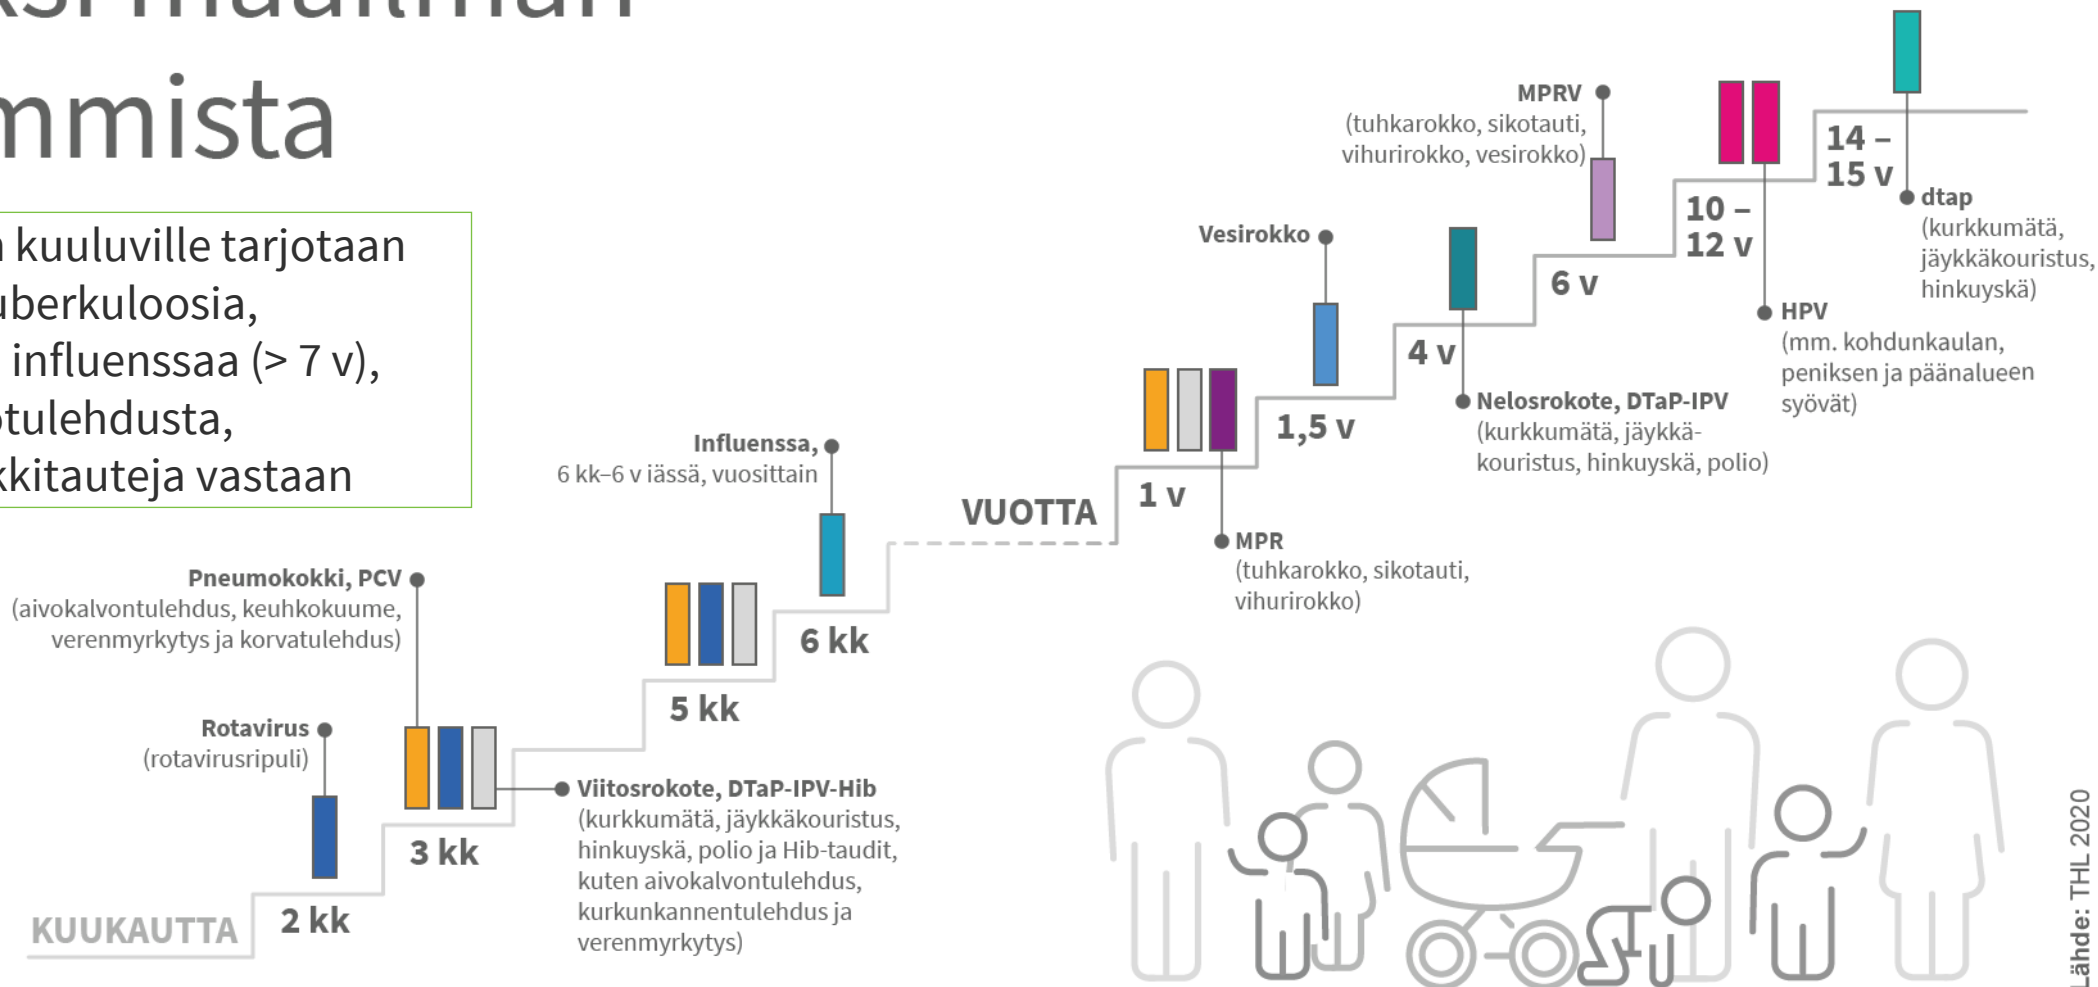 mmista
kuuluville tarjotaan
influenssaa (> 7 v),
vastaan
MPRV
(tuhkarokko, sikotauti,
vihurirokko, vesirokko)
14 –
15 v
dtap
(kurkkumätä,
jäykkäkouristus,
hinkuyskä)
10 –
12 v
HPV
(mm. kohdunkaulan,
peniksen ja päänalueen
syövät)
6 v
Vesirokko
4 v
Nelosrokote, DTaP-IPV
(kurkkumätä, jäykkä-
kouristus, hinkuyskä, polio)
1,5 v
VUOTTA
1 v
MPR
(tuhkarokko, sikotauti,
vihurirokko)
Influenssa,
6 kk–6 v iässä, vuosittain
6 kk
Pneumokokki, PCV
(aivokalvontulehdus, keuhkokuume,
verenmyrkytys ja korvatulehdus)
5 kk
Rotavirus
(rotavirusripuli)
3 kk
Viitosrokote, DTaP-IPV-Hib
(kurkkumätä, jäykkäkouristus,
hinkuyskä, polio ja Hib-taudit,
kuten aivokalvontulehdus,
kurkunkannentulehdus ja
verenmyrkytys)
KUUKAUTTA
2 kk
Lähde: THL 2020